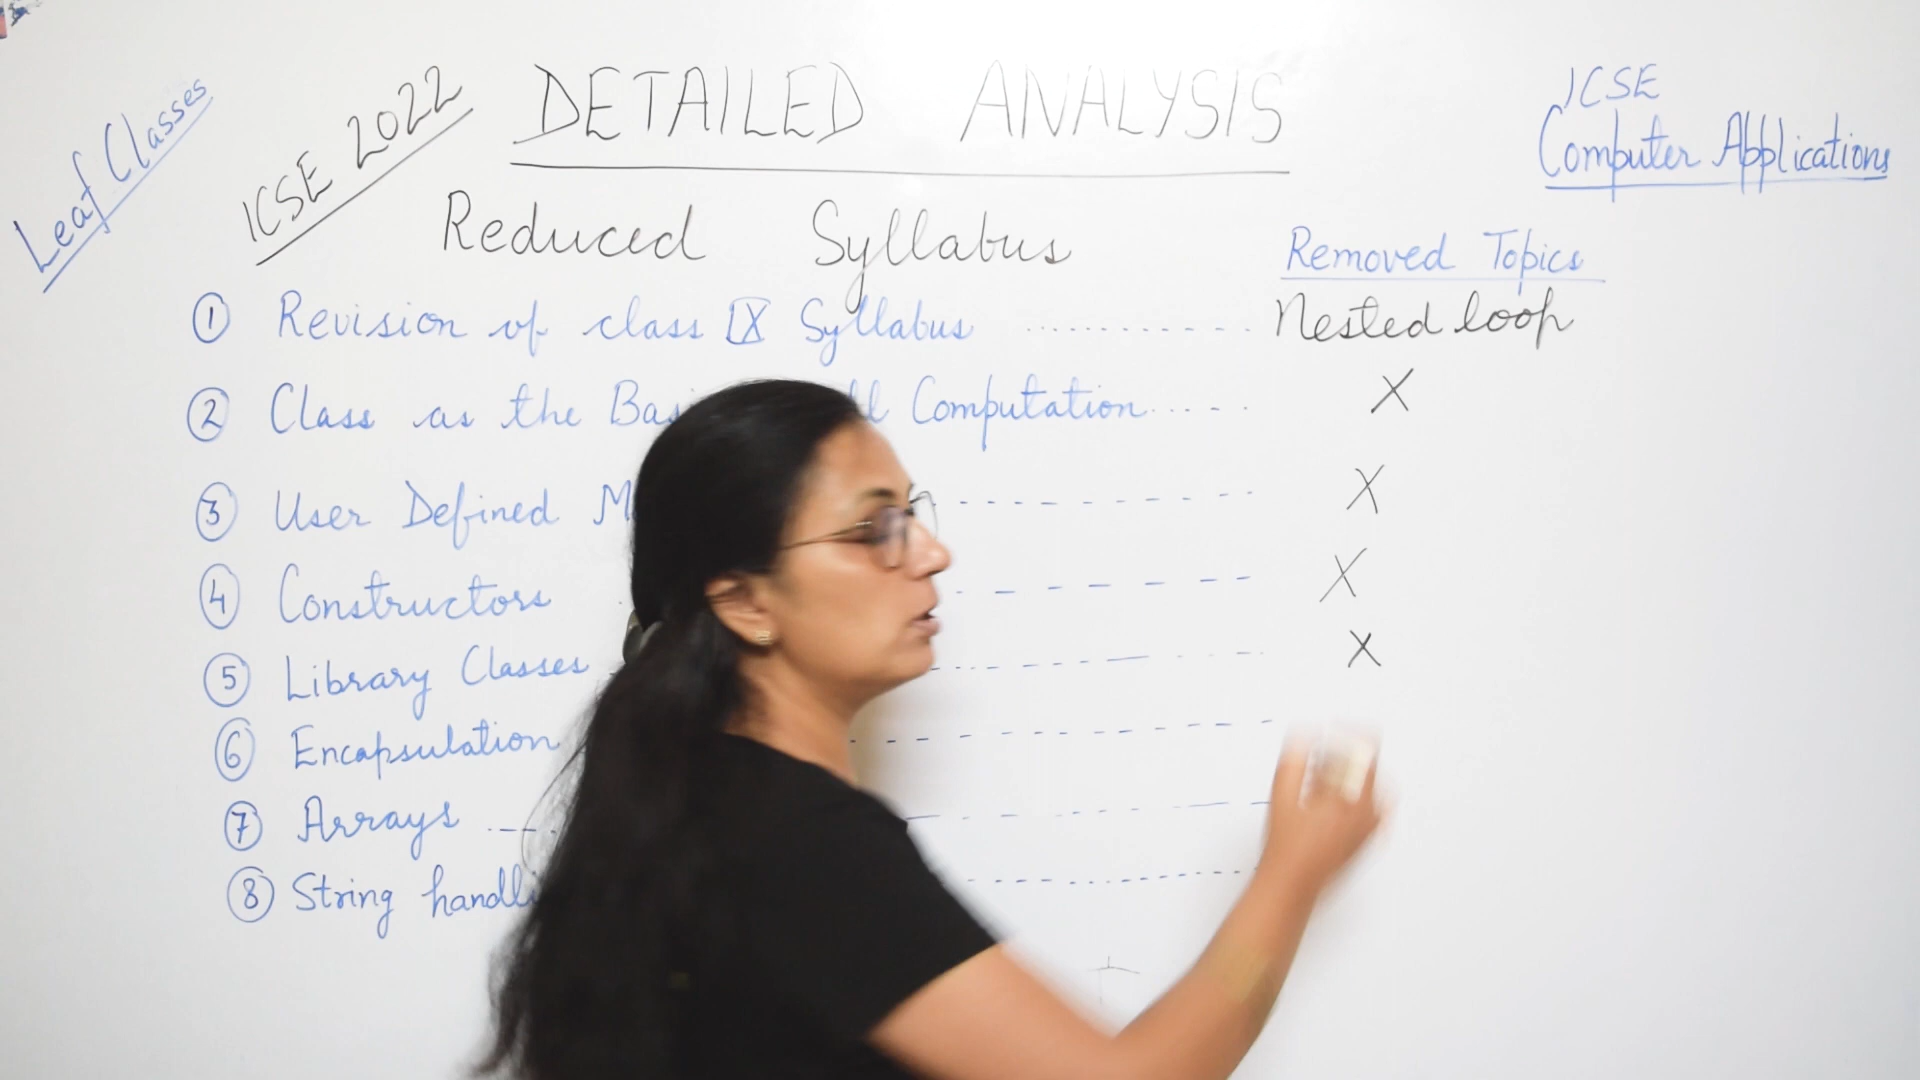 Leaf Classes
ICSE 2022
DETAILED ANALYSIS
ICSE
Computer Applications
Reduced Syllabus
Removed Topics
① Revision of class IX Syllabus ............ Nested loop
② Class as the Computation ..... X
③ User Defined - - - - - - - X
④ Constructors - - - - - - X
⑤ Library Classes - - - - - - X
⑥ Encapsulation - - - - - - - -
⑦ Arrays - - - - - - -
⑧ String - - - - - - - - -